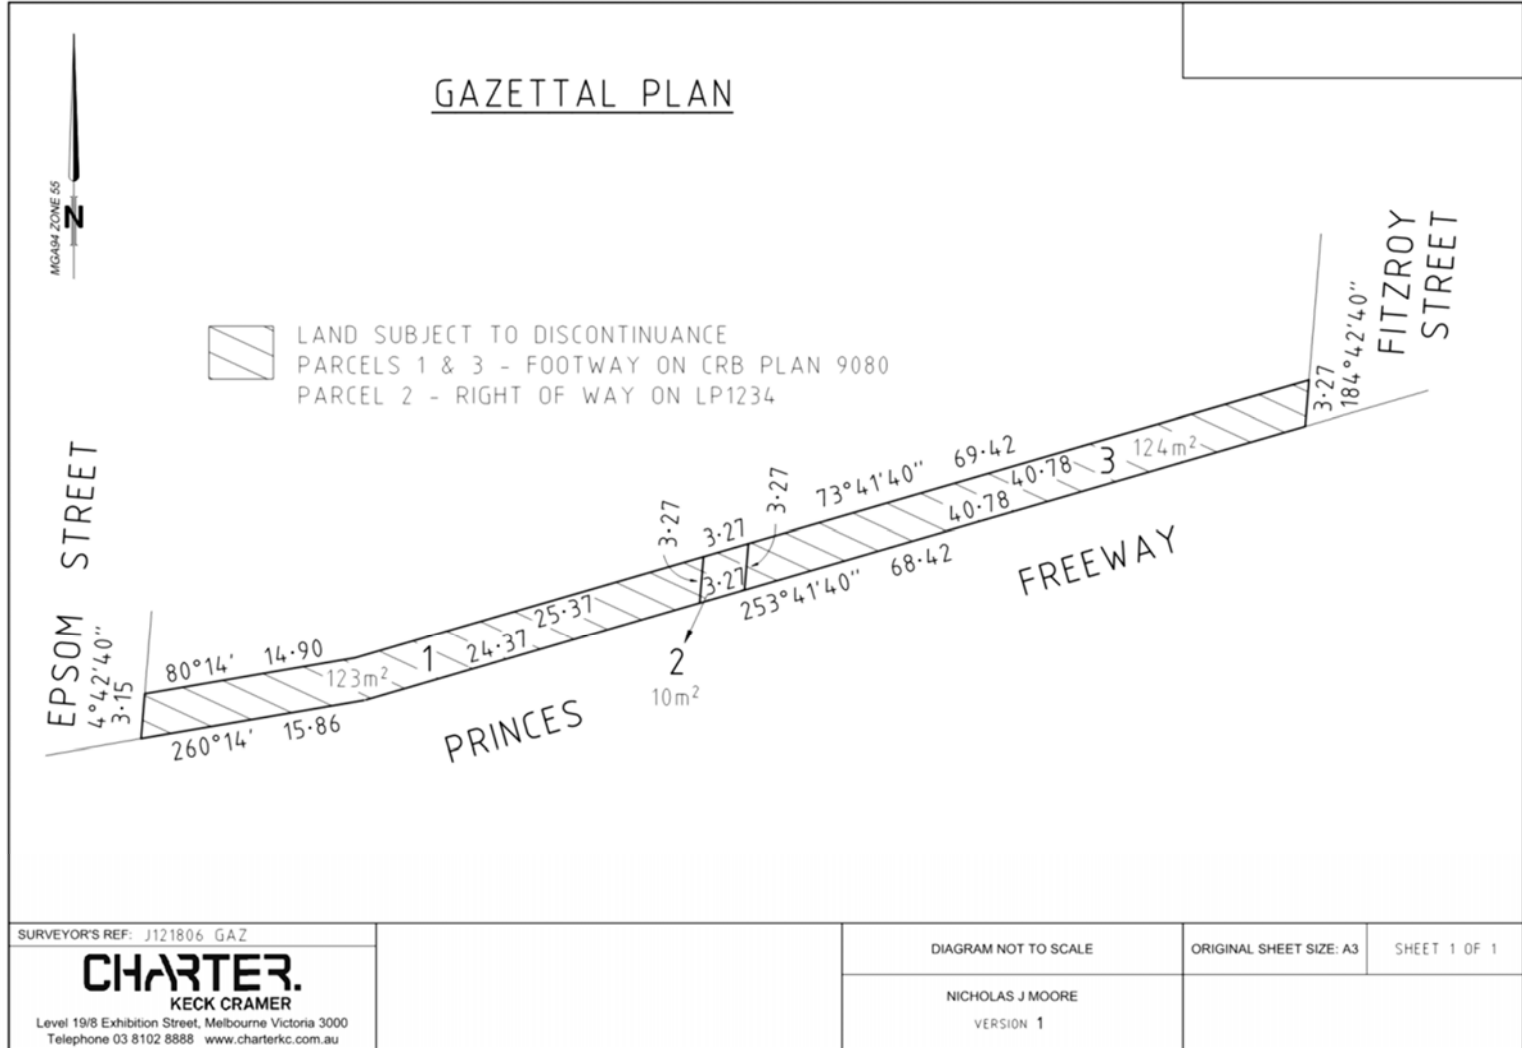 GAZETTAL PLAN
MGA94 ZONE 55
N
LAND SUBJECT TO DISCONTINUANCE
PARCELS 1 & 3 - FOOTWAY ON CRB PLAN 9080
PARCEL 2 - RIGHT OF WAY ON LP1234
FITZROY
STREET
3·27
184°42'40"
EPSOM STREET
4°42'40"
3·15
80°14' 14·90
260°14' 15·86
123m²
1
25·37
24·37
3·27
3·27
3·27
3·27
2
10m²
73°41'40" 69·42
253°41'40" 68·42
40·78
40·78
3
124m²
PRINCES FREEWAY
SURVEYOR'S REF: J121806 GAZ
CHARTER.
KECK CRAMER
Level 19/8 Exhibition Street, Melbourne Victoria 3000
Telephone 03 8102 8888 www.charterkc.com.au
DIAGRAM NOT TO SCALE
NICHOLAS J MOORE
VERSION 1
ORIGINAL SHEET SIZE: A3
SHEET 1 OF 1